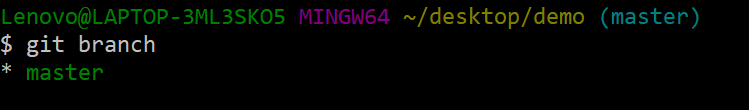 Lenovo@LAPTOP-3ML3SKO5 MINGW64 ~/desktop/demo (master)
$ git branch
* master